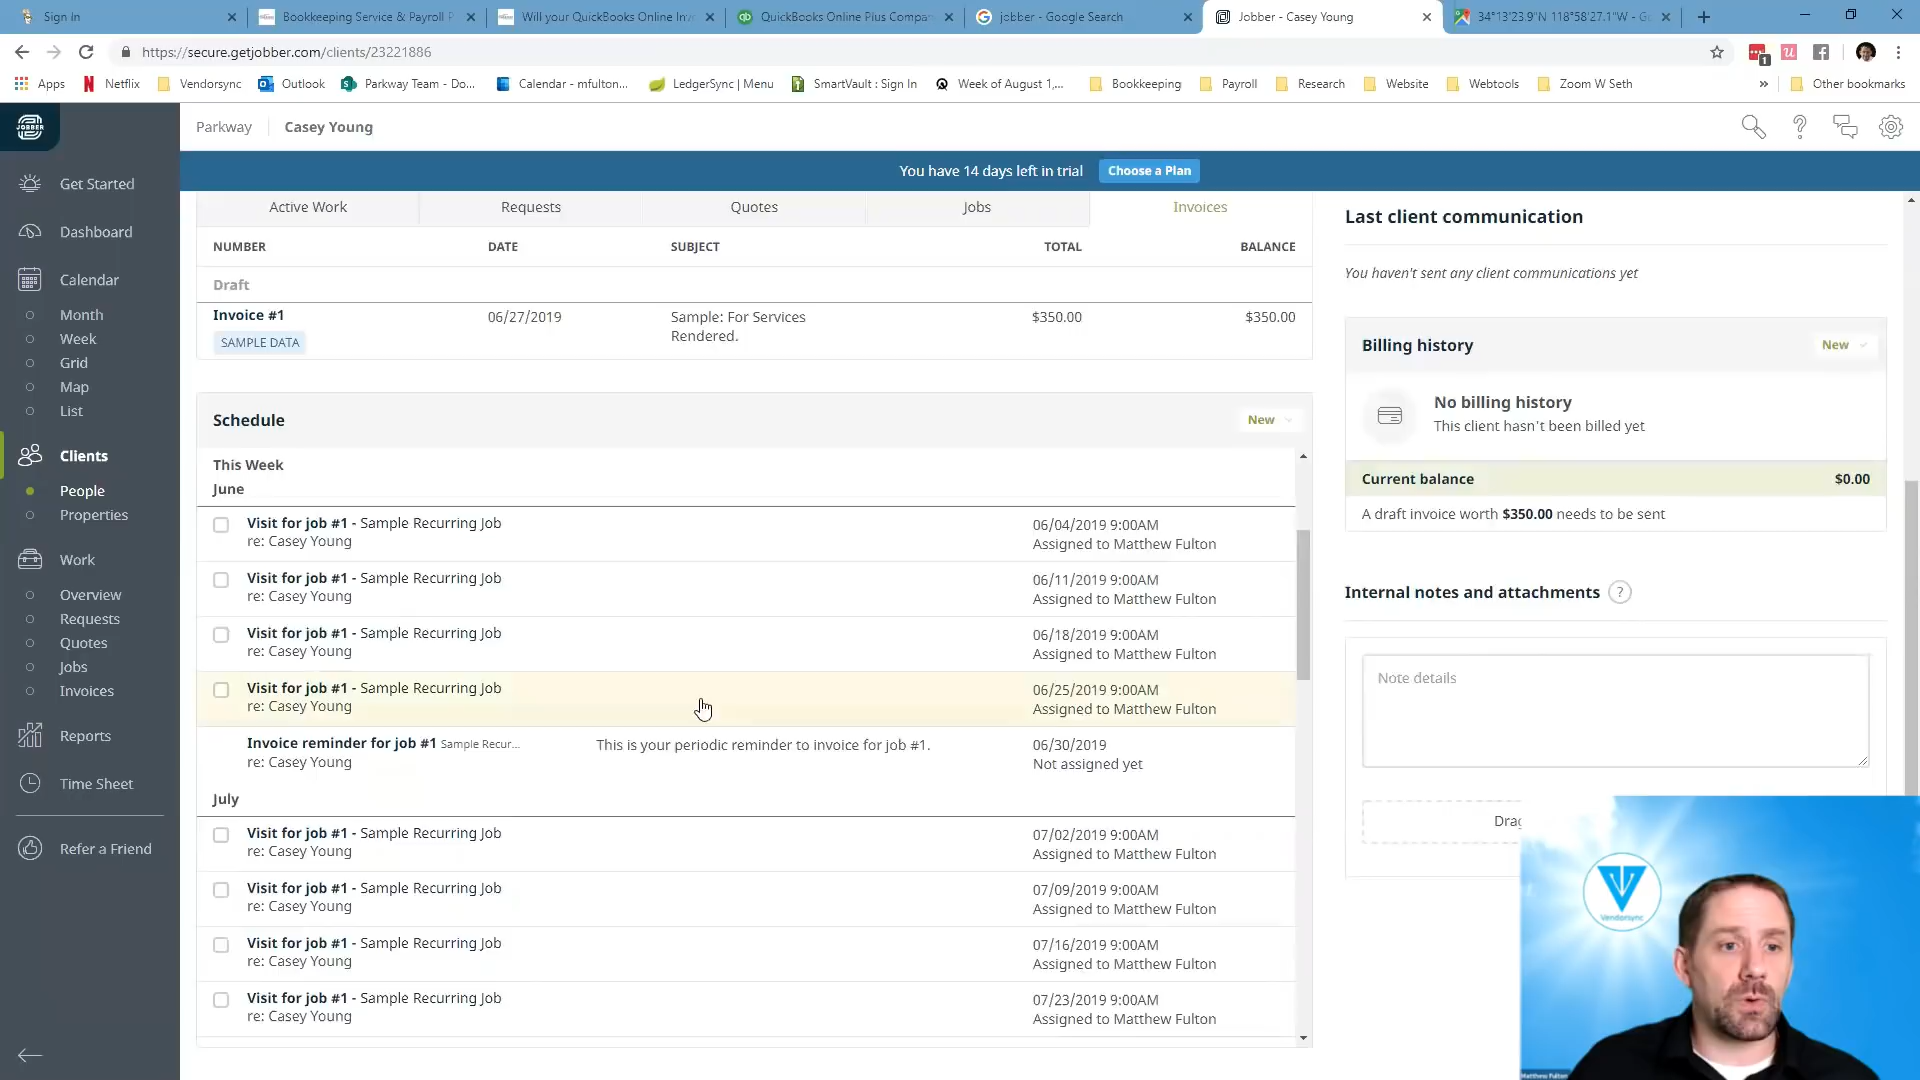 Sign In
Bookkeeping Service & Payroll P
Will your QuickBooks Online Inv
QuickBooks Online Plus Compan
jobber - Google Search
Jobber - Casey Young
34°13'23.9"N 118°58'27.1"W - G
https://secure.getjobber.com/clients/23221886
Apps
Netflix
Vendorsync
Outlook
Parkway Team - Do...
Calendar - mfulton...
LedgerSync | Menu
SmartVault : Sign In
Week of August 1,...
Bookkeeping
Payroll
Research
Website
Webtools
Zoom W Seth
»
Other bookmarks
JOBBER
Parkway
Casey Young
You have 14 days left in trial
Choose a Plan
Get Started
Dashboard
Calendar
Month
Week
Grid
Map
List
Clients
People
Properties
Work
Overview
Requests
Quotes
Jobs
Invoices
Reports
Time Sheet
Refer a Friend
Active Work
Requests
Quotes
Jobs
Invoices
NUMBER DATE SUBJECT TOTAL BALANCE
Draft
Invoice #1 06/27/2019 Sample: For Services $350.00 $350.00
Rendered.
SAMPLE DATA
Schedule
New
This Week
June
Visit for job #1 - Sample Recurring Job 06/04/2019 9:00AM
re: Casey Young Assigned to Matthew Fulton
Visit for job #1 - Sample Recurring Job 06/11/2019 9:00AM
re: Casey Young Assigned to Matthew Fulton
Visit for job #1 - Sample Recurring Job 06/18/2019 9:00AM
re: Casey Young Assigned to Matthew Fulton
Visit for job #1 - Sample Recurring Job 06/25/2019 9:00AM
re: Casey Young Assigned to Matthew Fulton
Invoice reminder for job #1 Sample Recur... This is your periodic reminder to invoice for job #1. 06/30/2019
re: Casey Young Not assigned yet
July
Visit for job #1 - Sample Recurring Job 07/02/2019 9:00AM
re: Casey Young Assigned to Matthew Fulton
Visit for job #1 - Sample Recurring Job 07/09/2019 9:00AM
re: Casey Young Assigned to Matthew Fulton
Visit for job #1 - Sample Recurring Job 07/16/2019 9:00AM
re: Casey Young Assigned to Matthew Fulton
Visit for job #1 - Sample Recurring Job 07/23/2019 9:00AM
re: Casey Young Assigned to Matthew Fulton
Last client communication
You haven't sent any client communications yet
Billing history
New
No billing history
This client hasn't been billed yet
Current balance $0.00
A draft invoice worth $350.00 needs to be sent
Internal notes and attachments ?
Note details
Drag
Vendorsync
Matthew Fulton